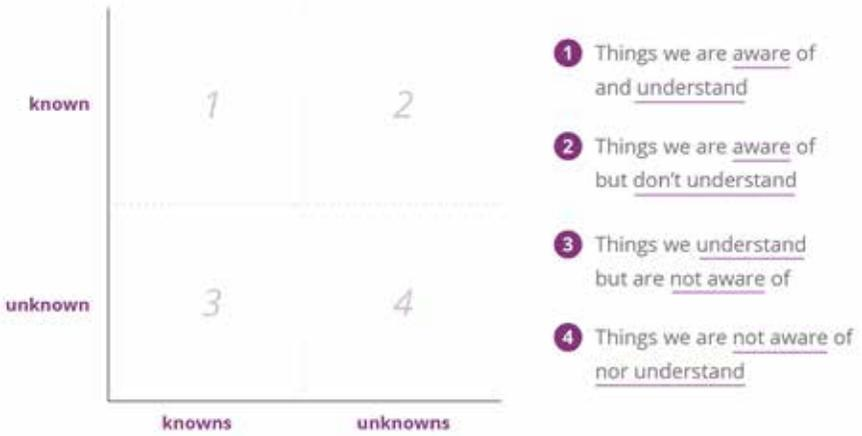 known
1
2
unknown
3
4
knowns
unknowns
1 Things we are aware of
and understand
2 Things we are aware of
but don't understand
3 Things we understand
but are not aware of
4 Things we are not aware of
nor understand